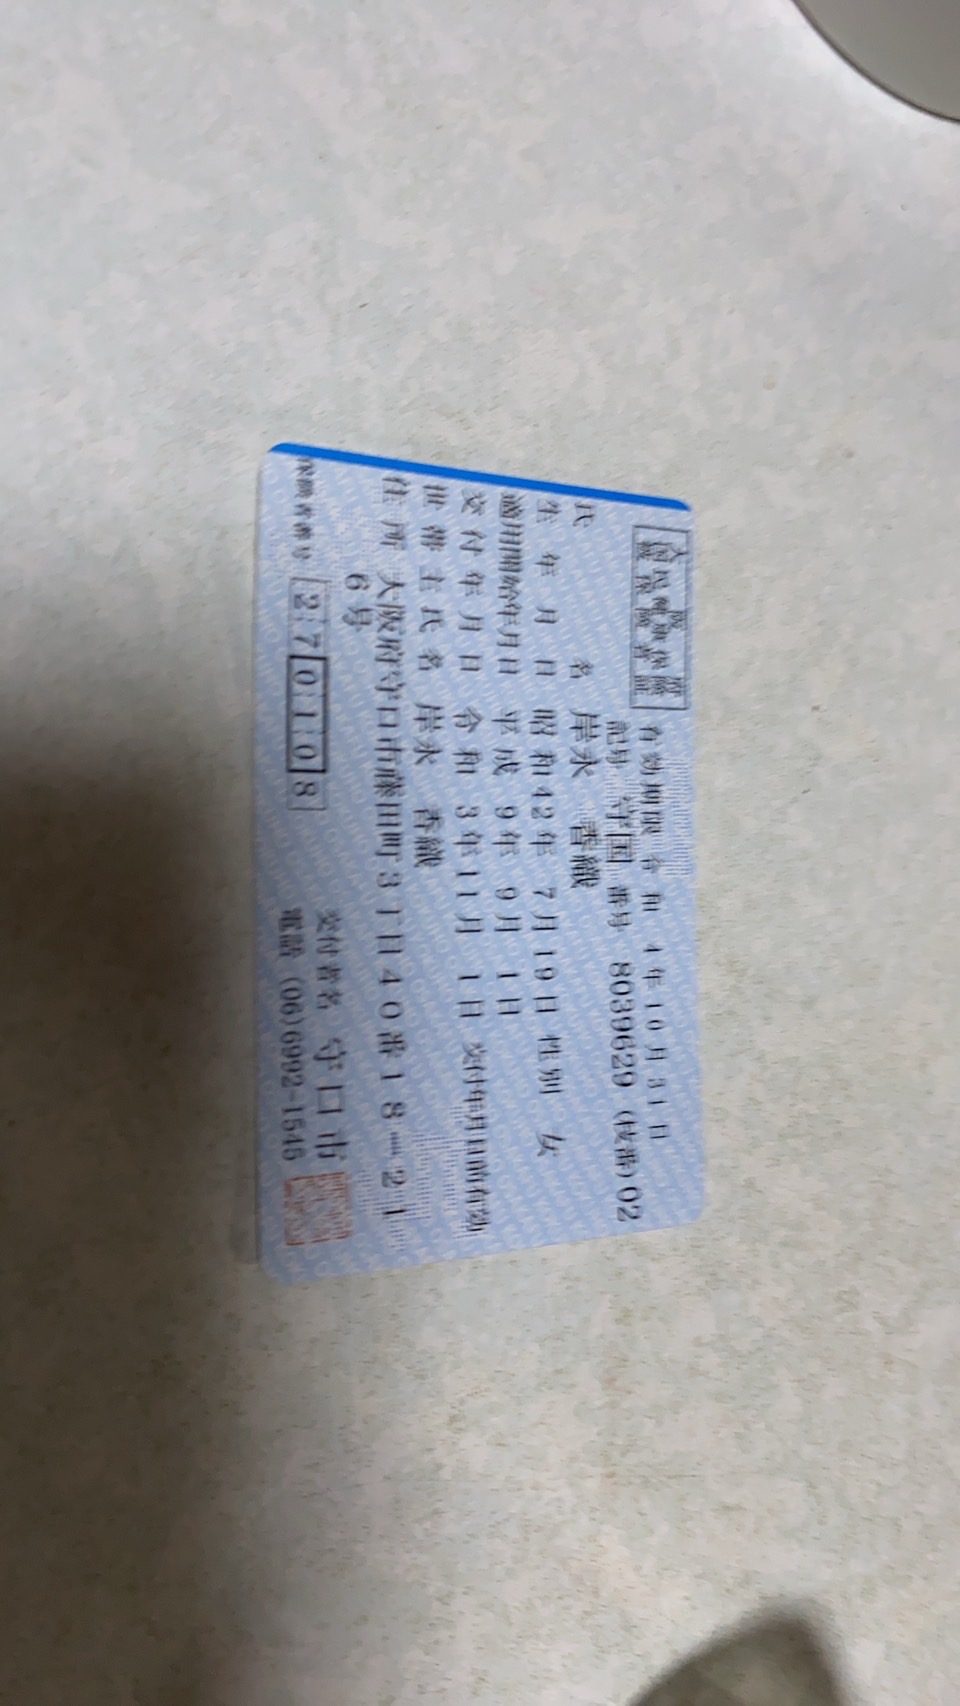 大阪府
国民健康保険
被保険者証
有効期限 令和 4年10月31日
記号 守国 番号 8039629 (枝番)02
氏名 岸永 香織
生年月日 昭和42年 7月19日 性別 女
適用開始年月日 平成 9年 9月 1日
交付年月日 令和 3年11月 1日 交付年月日前有効
世帯主氏名 岸永 香織
住所 大阪府守口市藤田町3丁目40番18-21
6号
保険者番号 270108
交付者名 守口市
電話 (06)6992-1545